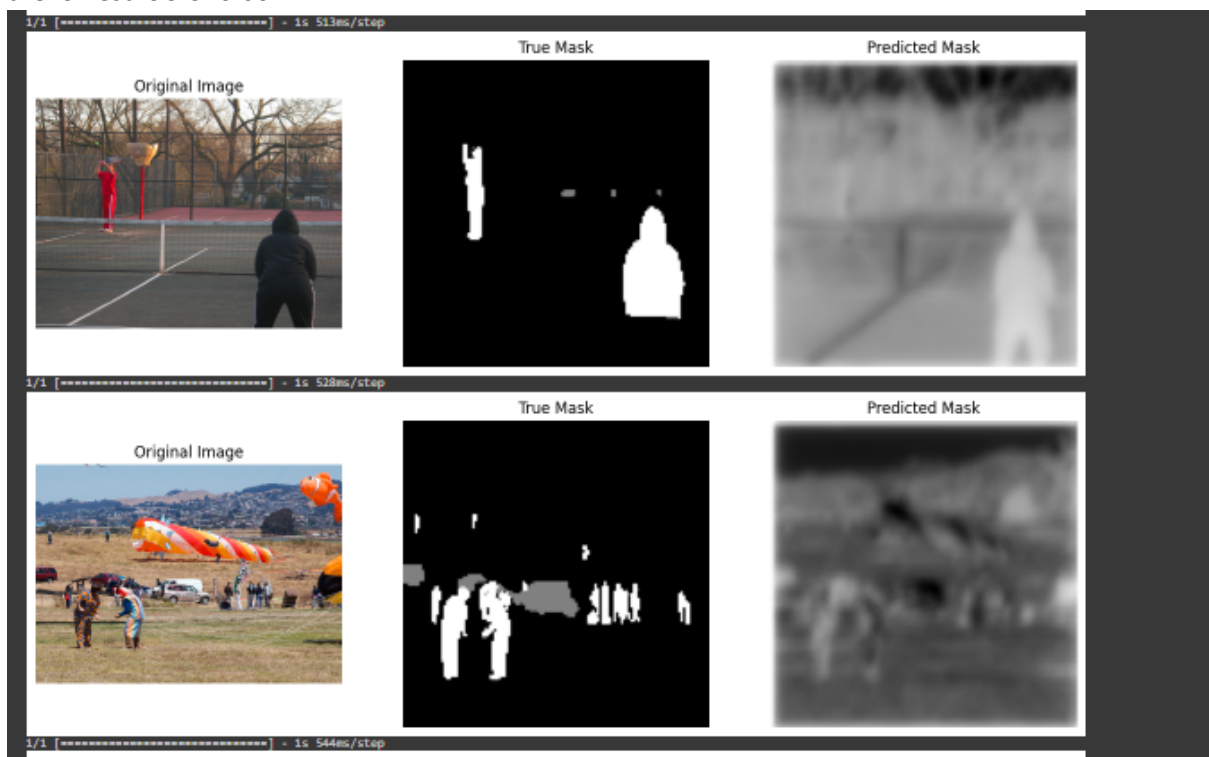 1/1 [==============================] - 1s 513ms/step
True Mask
Predicted Mask
Original Image
1/1 [==============================] - 1s 528ms/step
True Mask
Predicted Mask
Original Image
1/1 [==============================] - 1s 544ms/step